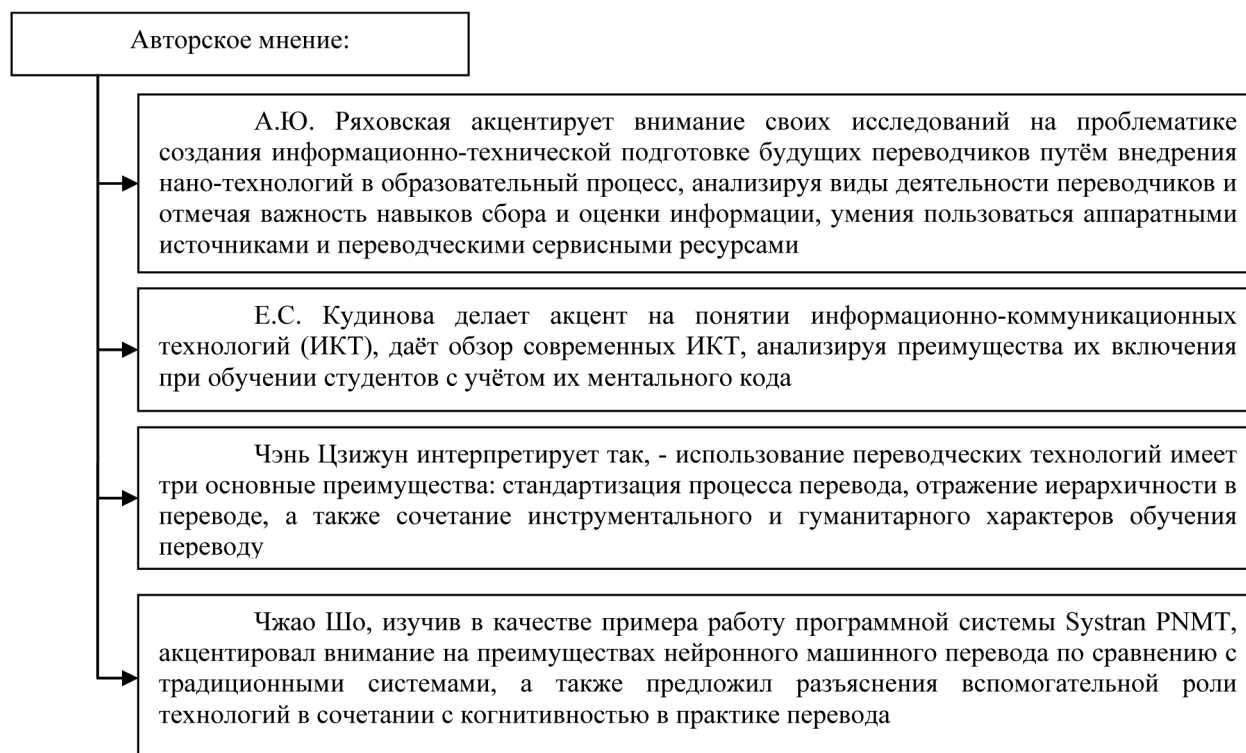 Авторское мнение:
А.Ю. Ряховская акцентирует внимание своих исследований на проблематике
создания информационно-технической подготовке будущих переводчиков путём внедрения
нано-технологий в образовательный процесс, анализируя виды деятельности переводчиков и
отмечая важность навыков сбора и оценки информации, умения пользоваться аппаратными
источниками и переводческими сервисными ресурсами
Е.С. Кудинова делает акцент на понятии информационно-коммуникационных
технологий (ИКТ), даёт обзор современных ИКТ, анализируя преимущества их включения
при обучении студентов с учётом их ментального кода
Чэнь Цзижун интерпретирует так, - использование переводческих технологий имеет
три основные преимущества: стандартизация процесса перевода, отражение иерархичности в
переводе, а также сочетание инструментального и гуманитарного характеров обучения
переводу
Чжао Шо, изучив в качестве примера работу программной системы Systran PNMT,
акцентировал внимание на преимуществах нейронного машинного перевода по сравнению с
традиционными системами, а также предложил разъяснения вспомогательной роли
технологий в сочетании с когнитивностью в практике перевода